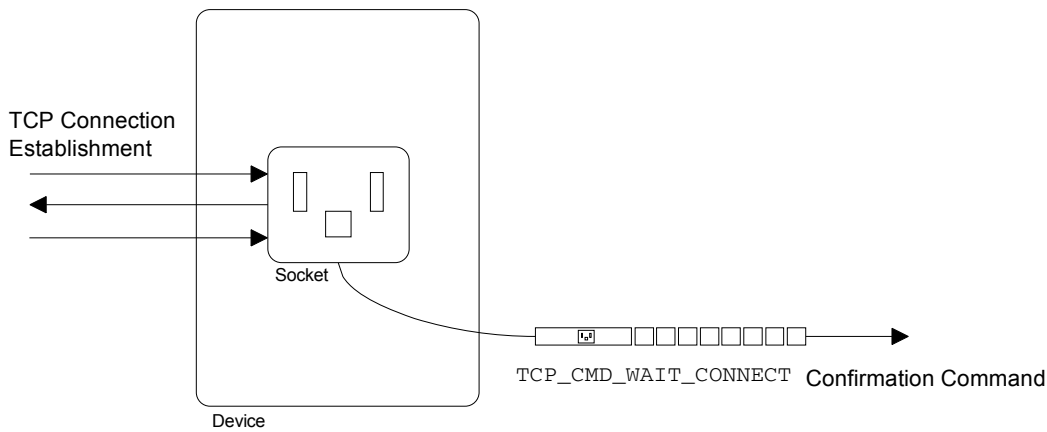 TCP Connection
Establishment
Socket
TCP_CMD_WAIT_CONNECT
Confirmation Command
Device